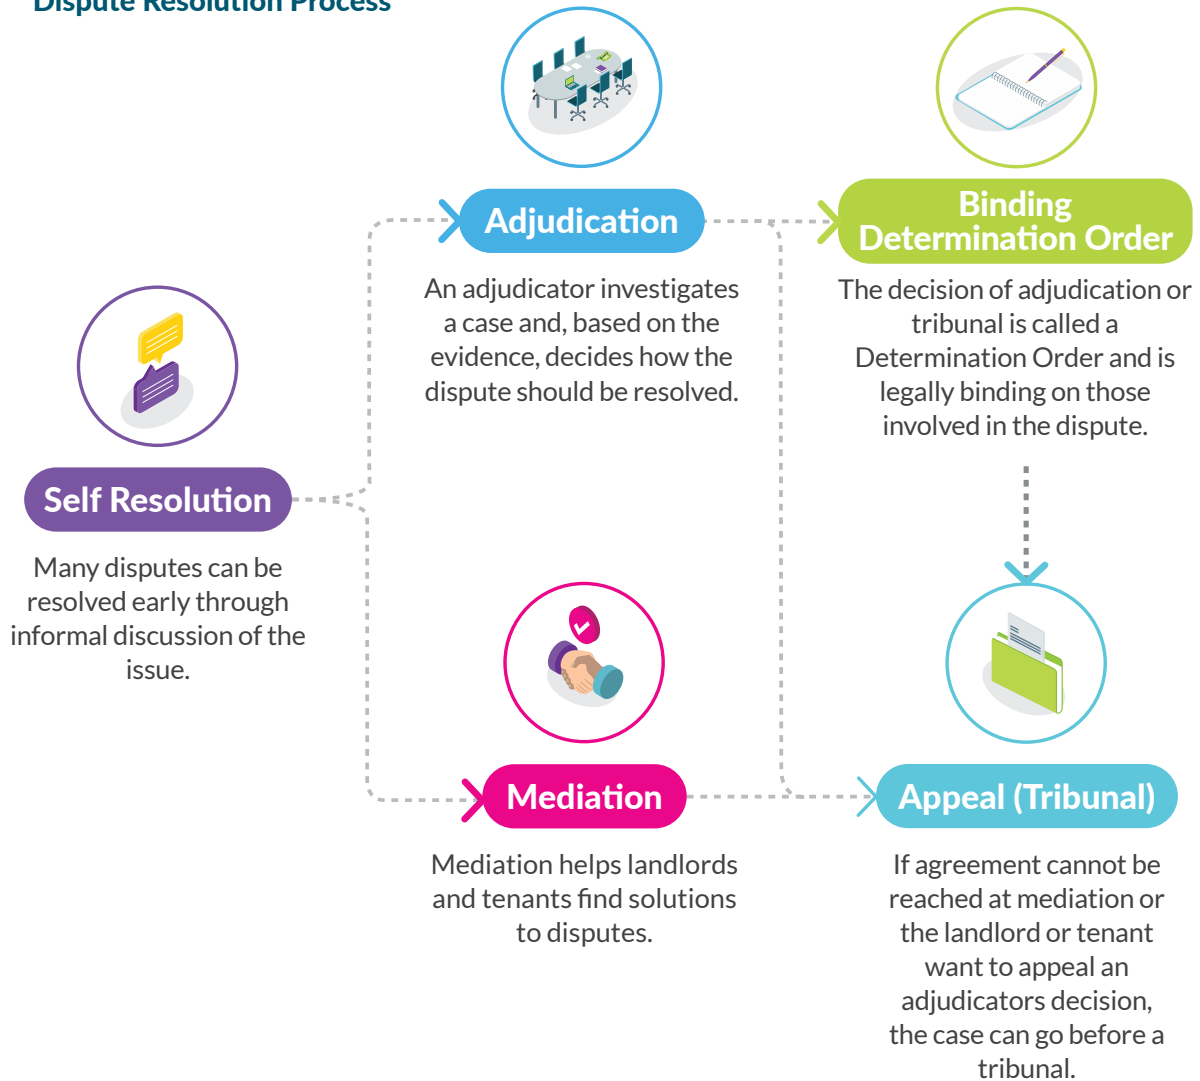 Dispute Resolution Process
Adjudication
An adjudicator investigates
a case and, based on the
evidence, decides how the
dispute should be resolved.
Binding
Determination Order
The decision of adjudication or
tribunal is called a
Determination Order and is
legally binding on those
involved in the dispute.
Self Resolution
Many disputes can be
resolved early through
informal discussion of the
issue.
Mediation
Mediation helps landlords
and tenants find solutions
to disputes.
Appeal (Tribunal)
If agreement cannot be
reached at mediation or
the landlord or tenant
want to appeal an
adjudicators decision,
the case can go before a
tribunal.